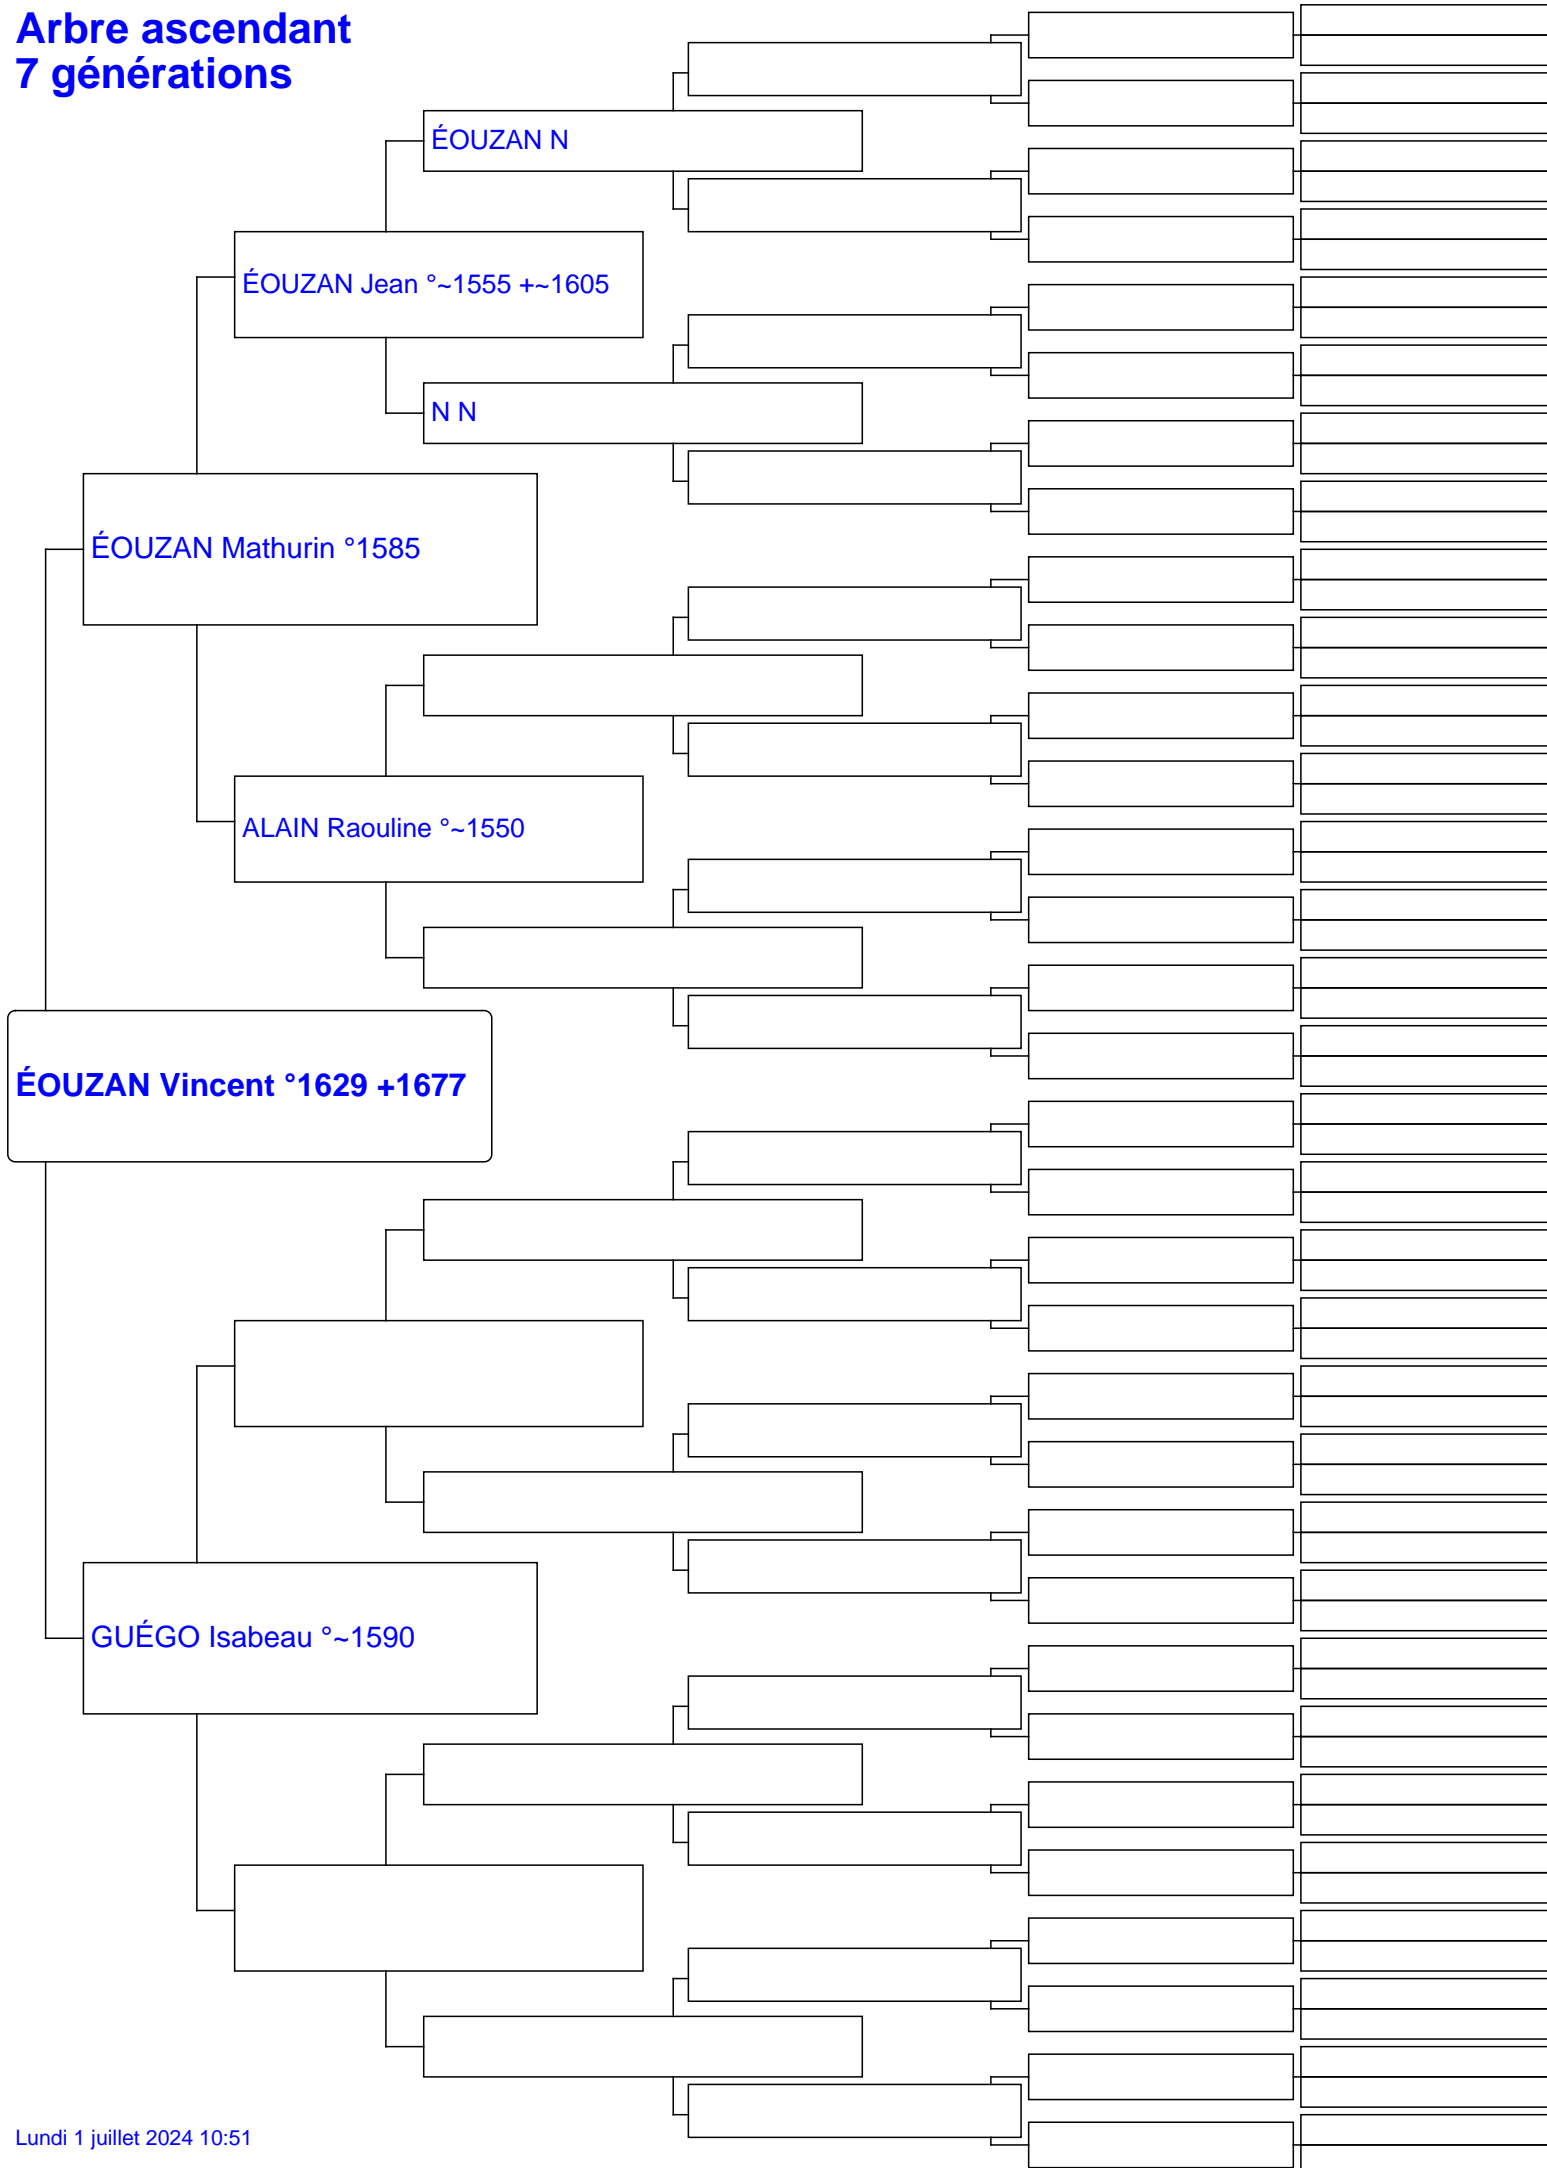 Arbre ascendant
7 générations
ÉOUZAN N
ÉOUZAN Jean °~1555 +~1605
N N
ÉOUZAN Mathurin °1585
ALAIN Raouline °~1550
ÉOUZAN Vincent °1629 +1677
GUÉGO Isabeau °~1590
Lundi 1 juillet 2024 10:51